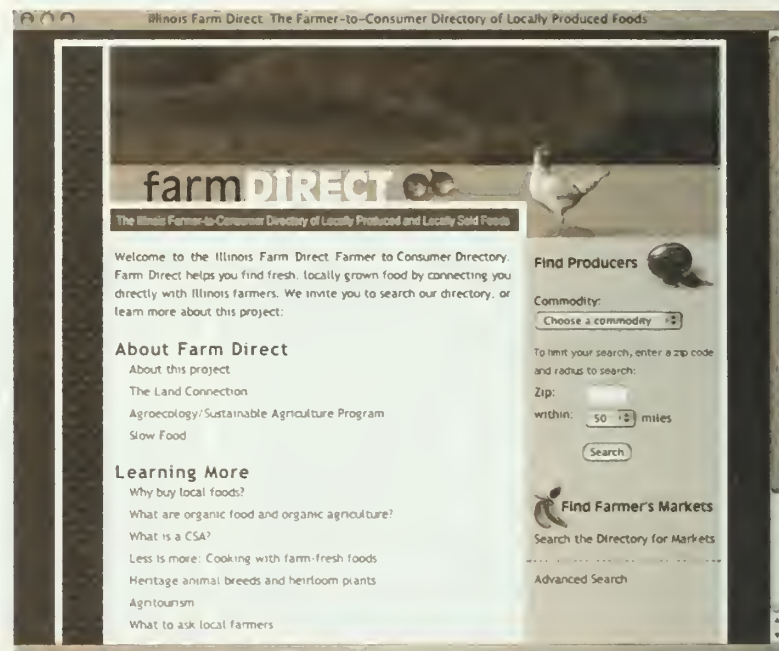 Illinois Farm Direct The Farmer-to-Consumer Directory of Locally Produced Foods
farmDIRECT
The Illinois Farmer-to-Consumer Directory of Locally Produced and Locally Sold Foods
Welcome to the Illinois Farm Direct Farmer to Consumer Directory.
Farm Direct helps you find fresh, locally grown food by connecting you
directly with Illinois farmers. We invite you to search our directory, or
learn more about this project:
About Farm Direct
About this project
The Land Connection
Agroecology/Sustainable Agriculture Program
Slow Food
Learning More
Why buy local foods?
What are organic food and organic agriculture?
What is a CSA?
Less is more: Cooking with farm-fresh foods
Heritage animal breeds and heirloom plants
Agritourism
What to ask local farmers
Find Producers
Commodity:
Choose a commodity
To limit your search, enter a zip code
and radius to search:
Zip:
within: 50 miles
Search
Find Farmer's Markets
Search the Directory for Markets
Advanced Search